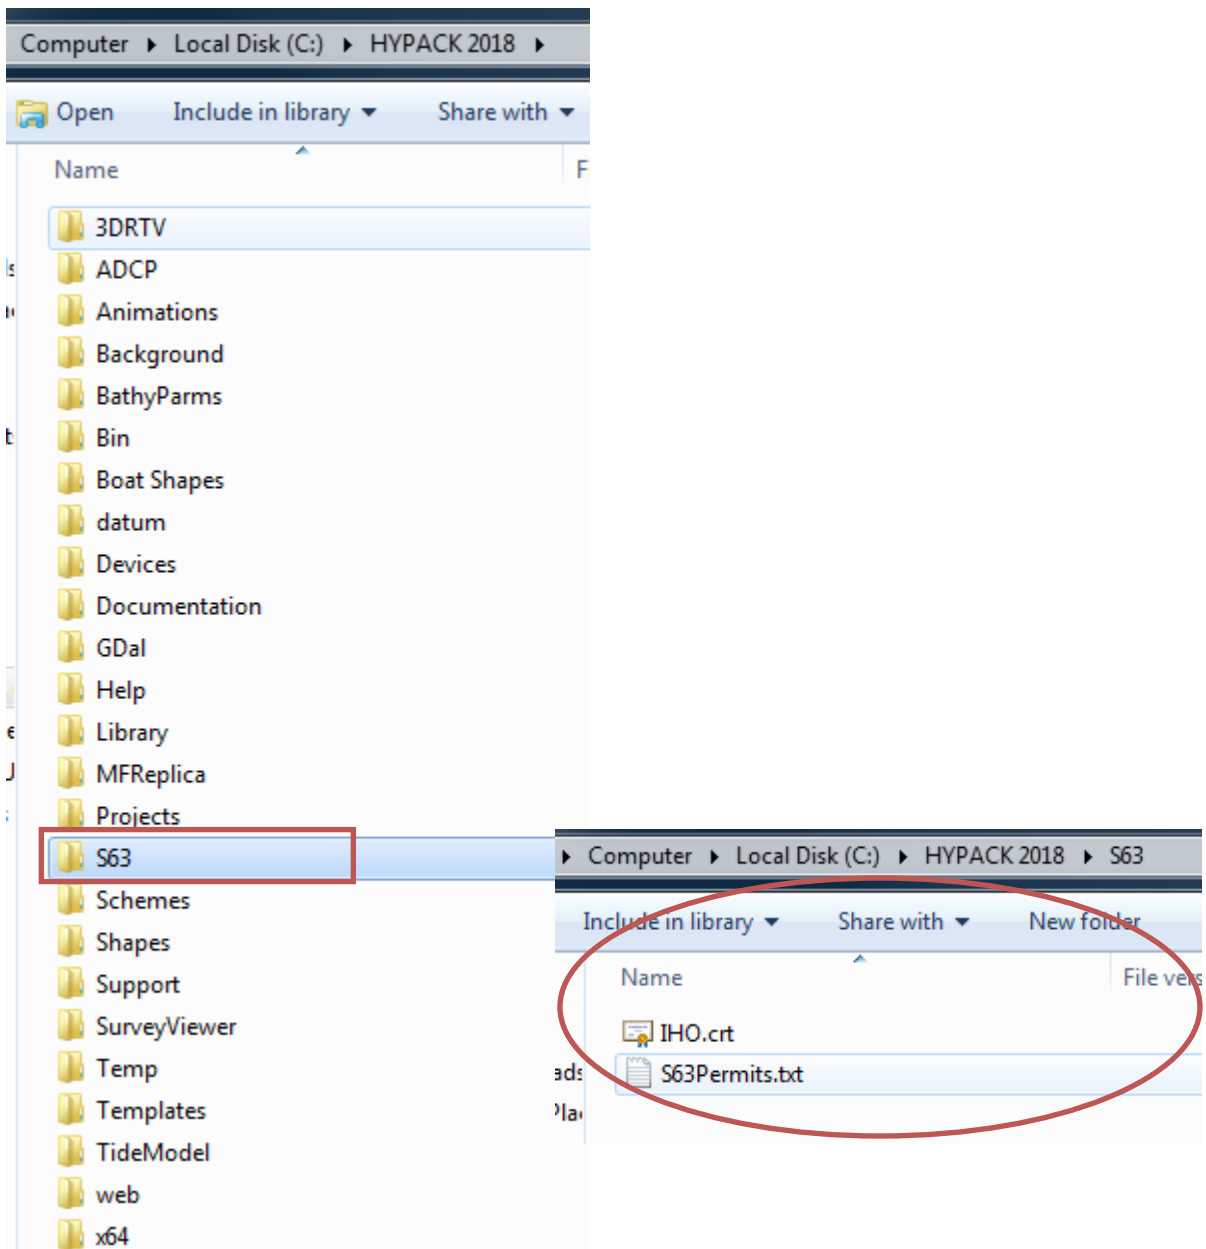 Computer ▸ Local Disk (C:) ▸ HYPACK 2018 ▸
Open Include in library ▼ Share with ▼
Name F
3DRTV
ADCP
Animations
Background
BathyParms
Bin
Boat Shapes
datum
Devices
Documentation
GDal
Help
Library
MFReplica
Projects
S63
Schemes
Shapes
Support
SurveyViewer
Temp
Templates
TideModel
web
x64
▸ Computer ▸ Local Disk (C:) ▸ HYPACK 2018 ▸ S63
Include in library ▼ Share with ▼ New folder
Name File vers
IHO.crt
S63Permits.txt